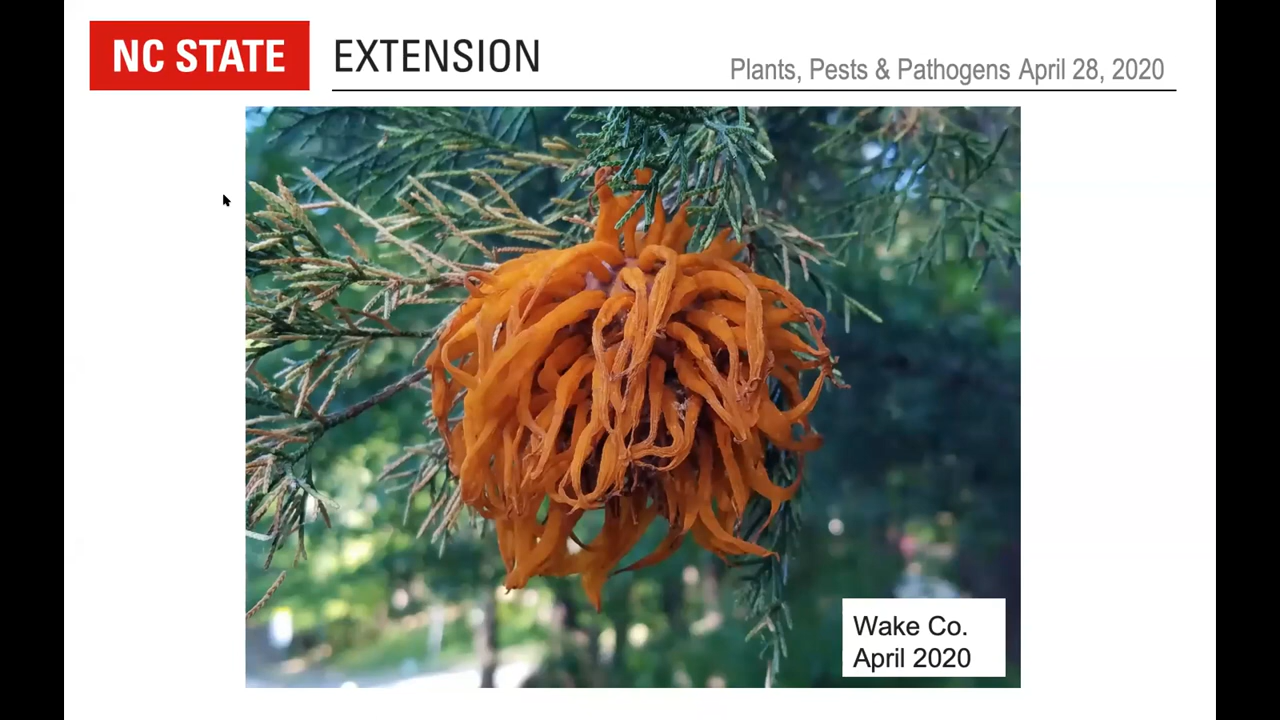 NC STATE EXTENSION
Plants, Pests & Pathogens April 28, 2020
Wake Co.
April 2020